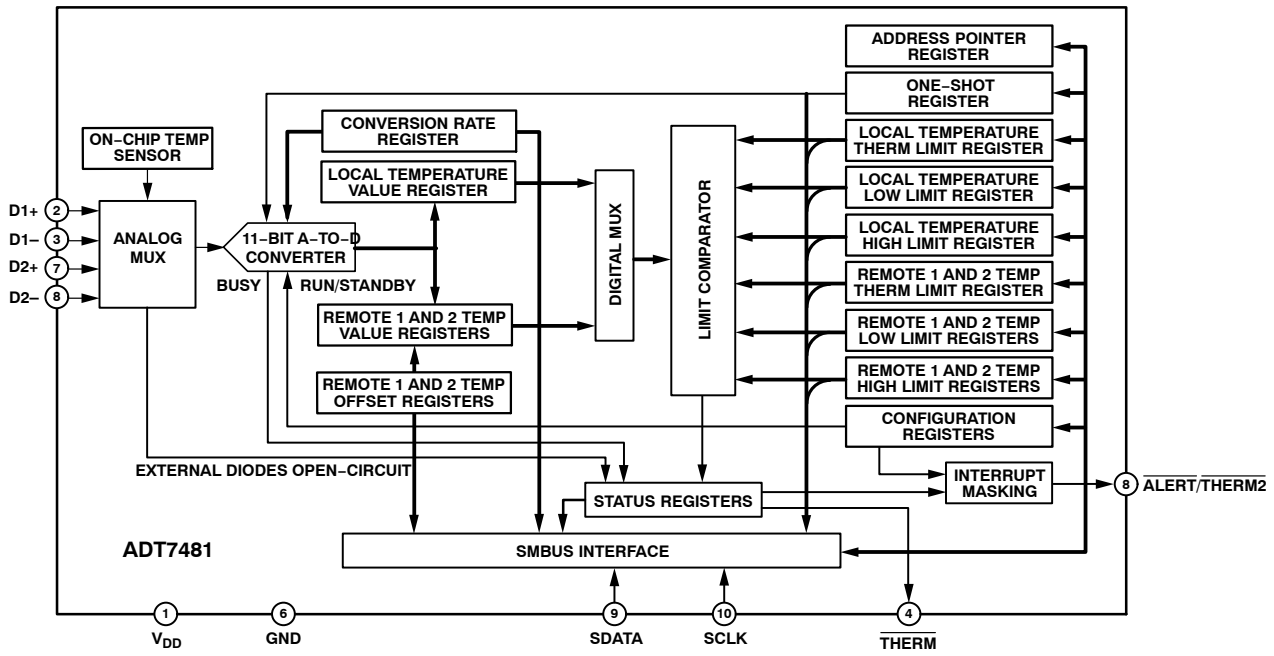 ADDRESS POINTER
REGISTER
ONE–SHOT
REGISTER
ON–CHIP TEMP
SENSOR
CONVERSION RATE
REGISTER
LOCAL TEMPERATURE
THERM LIMIT REGISTER
LOCAL TEMPERATURE
VALUE REGISTER
LOCAL TEMPERATURE
LOW LIMIT REGISTER
D1+ 2
D1– 3
D2+ 7
D2– 8
ANALOG
MUX
11–BIT A–TO–D
CONVERTER
BUSY
RUN/STANDBY
DIGITAL MUX
LIMIT COMPARATOR
LOCAL TEMPERATURE
HIGH LIMIT REGISTER
REMOTE 1 AND 2 TEMP
THERM LIMIT REGISTER
REMOTE 1 AND 2 TEMP
VALUE REGISTERS
REMOTE 1 AND 2 TEMP
LOW LIMIT REGISTERS
REMOTE 1 AND 2 TEMP
OFFSET REGISTERS
REMOTE 1 AND 2 TEMP
HIGH LIMIT REGISTERS
CONFIGURATION
REGISTERS
EXTERNAL DIODES OPEN–CIRCUIT
STATUS REGISTERS
INTERRUPT
MASKING
8 ALERT/THERM2
ADT7481
SMBUS INTERFACE
1
VDD
6
GND
9
SDATA
10
SCLK
4
THERM